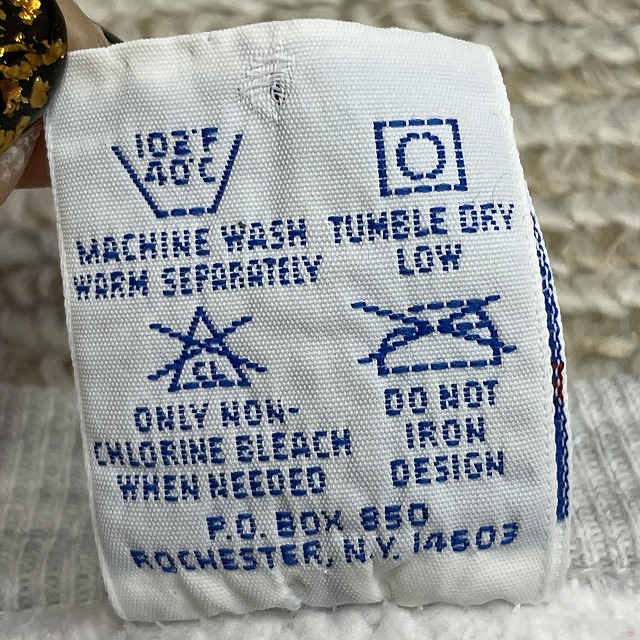 102°F
40°C
MACHINE WASH
WARM SEPARATELY
TUMBLE DRY
LOW
CL
ONLY NON-
CHLORINE BLEACH
WHEN NEEDED
DO NOT
IRON
DESIGN
P.O. BOX 850
ROCHESTER, N.Y. 14603